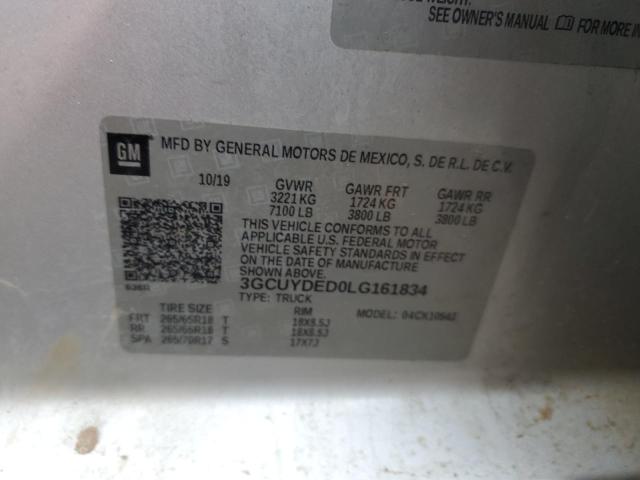 SEE OWNER'S MANUAL FOR MORE IN
GM
MFD BY GENERAL MOTORS DE MEXICO, S. DE R.L. DE C.V.
10/19 GVWR GAWR FRT GAWR RR
3221 KG 1724 KG 1724 KG
7100 LB 3800 LB 3800 LB
THIS VEHICLE CONFORMS TO ALL
APPLICABLE U.S. FEDERAL MOTOR
VEHICLE SAFETY STANDARDS IN EFFECT
ON THE DATE OF MANUFACTURE
SHOWN ABOVE.
3GCUYDED0LG161834
TYPE: TRUCK
TIRE SIZE RIM MODEL:
FRT 265/65R18 T 18X8.5J
RR 265/65R18 T 18X8.5J
SPA 265/70R17 S 17X7J